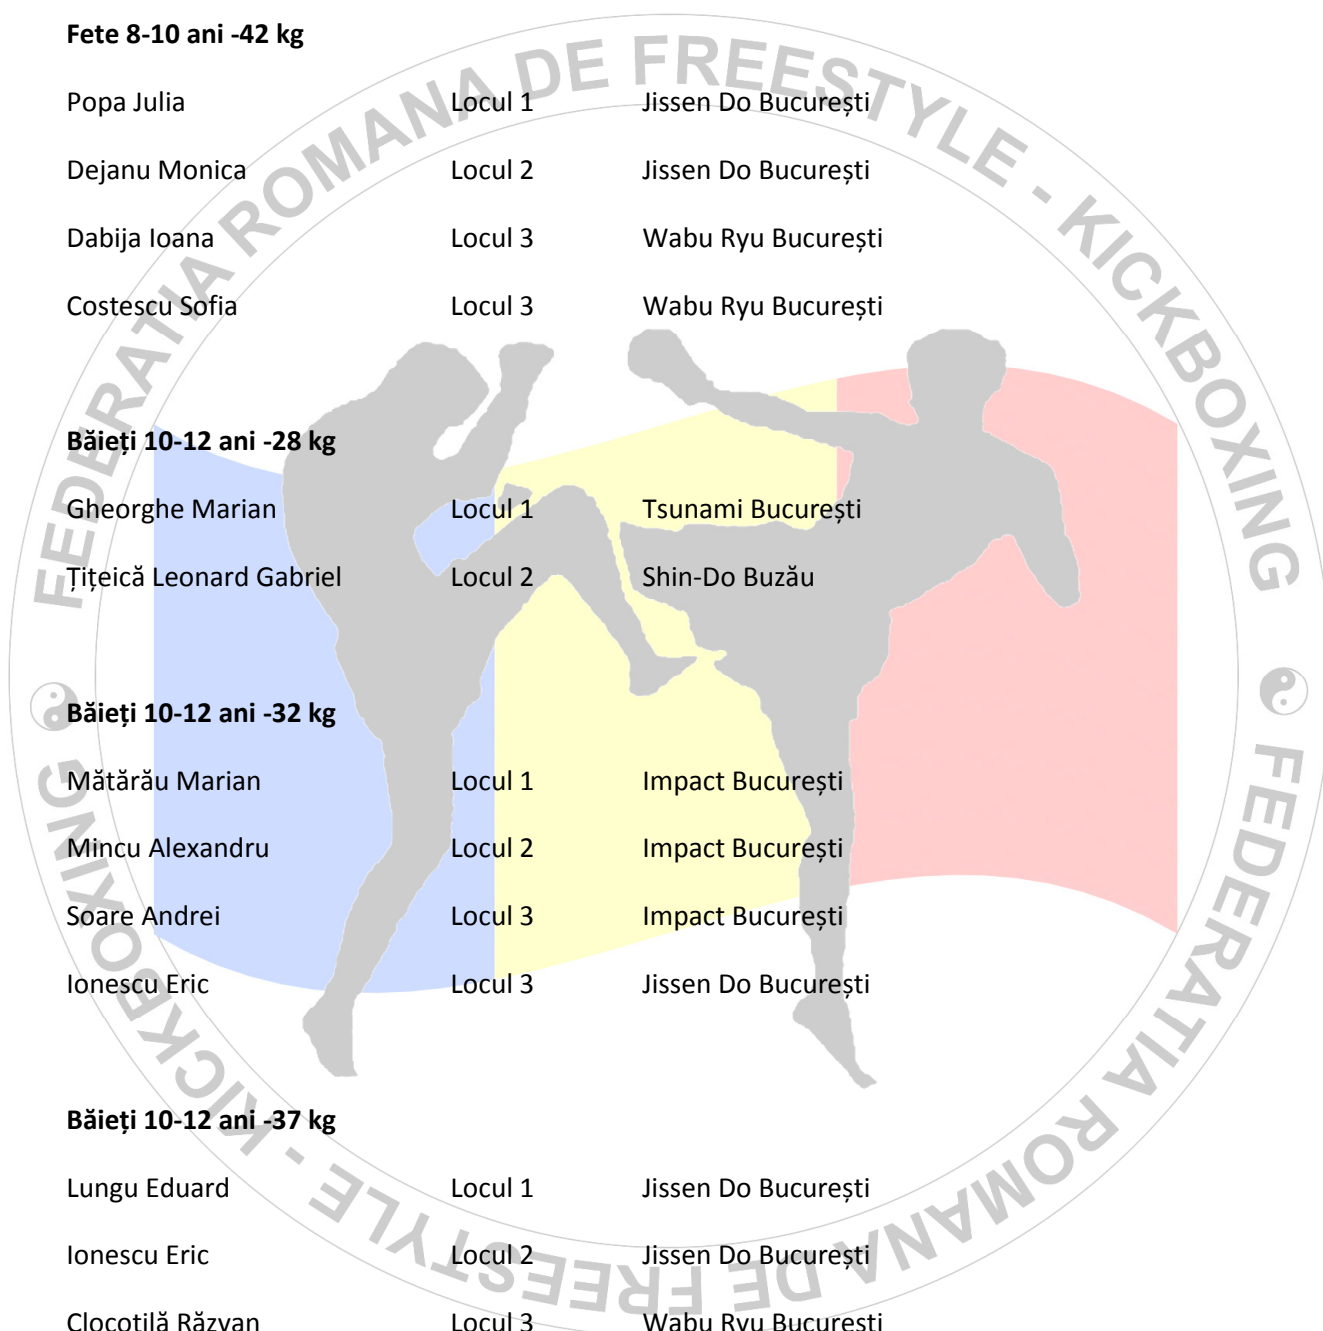 Fete 8-10 ani -42 kg
Popa Julia Locul 1 Jissen Do București
Dejanu Monica Locul 2 Jissen Do București
Dabija Ioana Locul 3 Wabu Ryu București
Costescu Sofia Locul 3 Wabu Ryu București
Băieți 10-12 ani -28 kg
Gheorghe Marian Locul 1 Tsunami București
Țițeică Leonard Gabriel Locul 2 Shin-Do Buzău
Băieți 10-12 ani -32 kg
Mătărău Marian Locul 1 Impact București
Mincu Alexandru Locul 2 Impact București
Soare Andrei Locul 3 Impact București
Ionescu Eric Locul 3 Jissen Do București
Băieți 10-12 ani -37 kg
Lungu Eduard Locul 1 Jissen Do București
Ionescu Eric Locul 2 Jissen Do București
Clocotilă Răzvan Locul 3 Wabu Ryu București
FEDERATIA ROMANA DE FREESTYLE - KICKBOXING
FEDERATIA ROMANA DE FREESTYLE - KICKBOXING